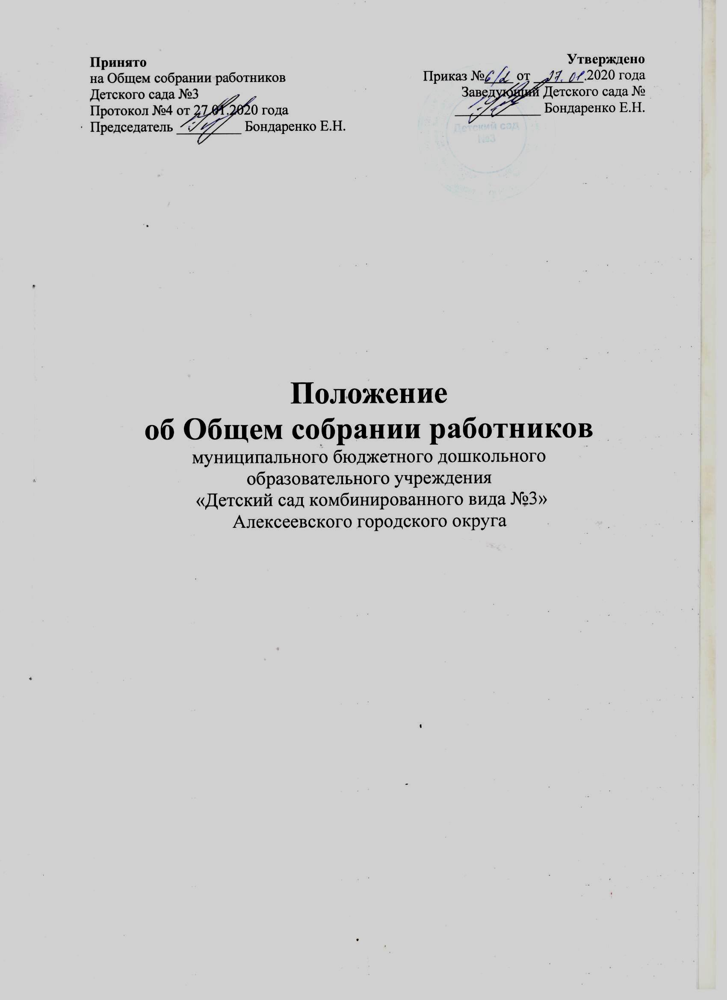 Принято
на Общем собрании работников
Детского сада №3
Протокол №4 от 27.01.2020 года
Председатель _________ Бондаренко Е.Н.
Утверждено
Приказ №6/2 от 27.01.2020 года
Заведующий Детского сада №
____________ Бондаренко Е.Н.
Детский сад
№3
Положение
об Общем собрании работников
муниципального бюджетного дошкольного
образовательного учреждения
«Детский сад комбинированного вида №3»
Алексеевского городского округа